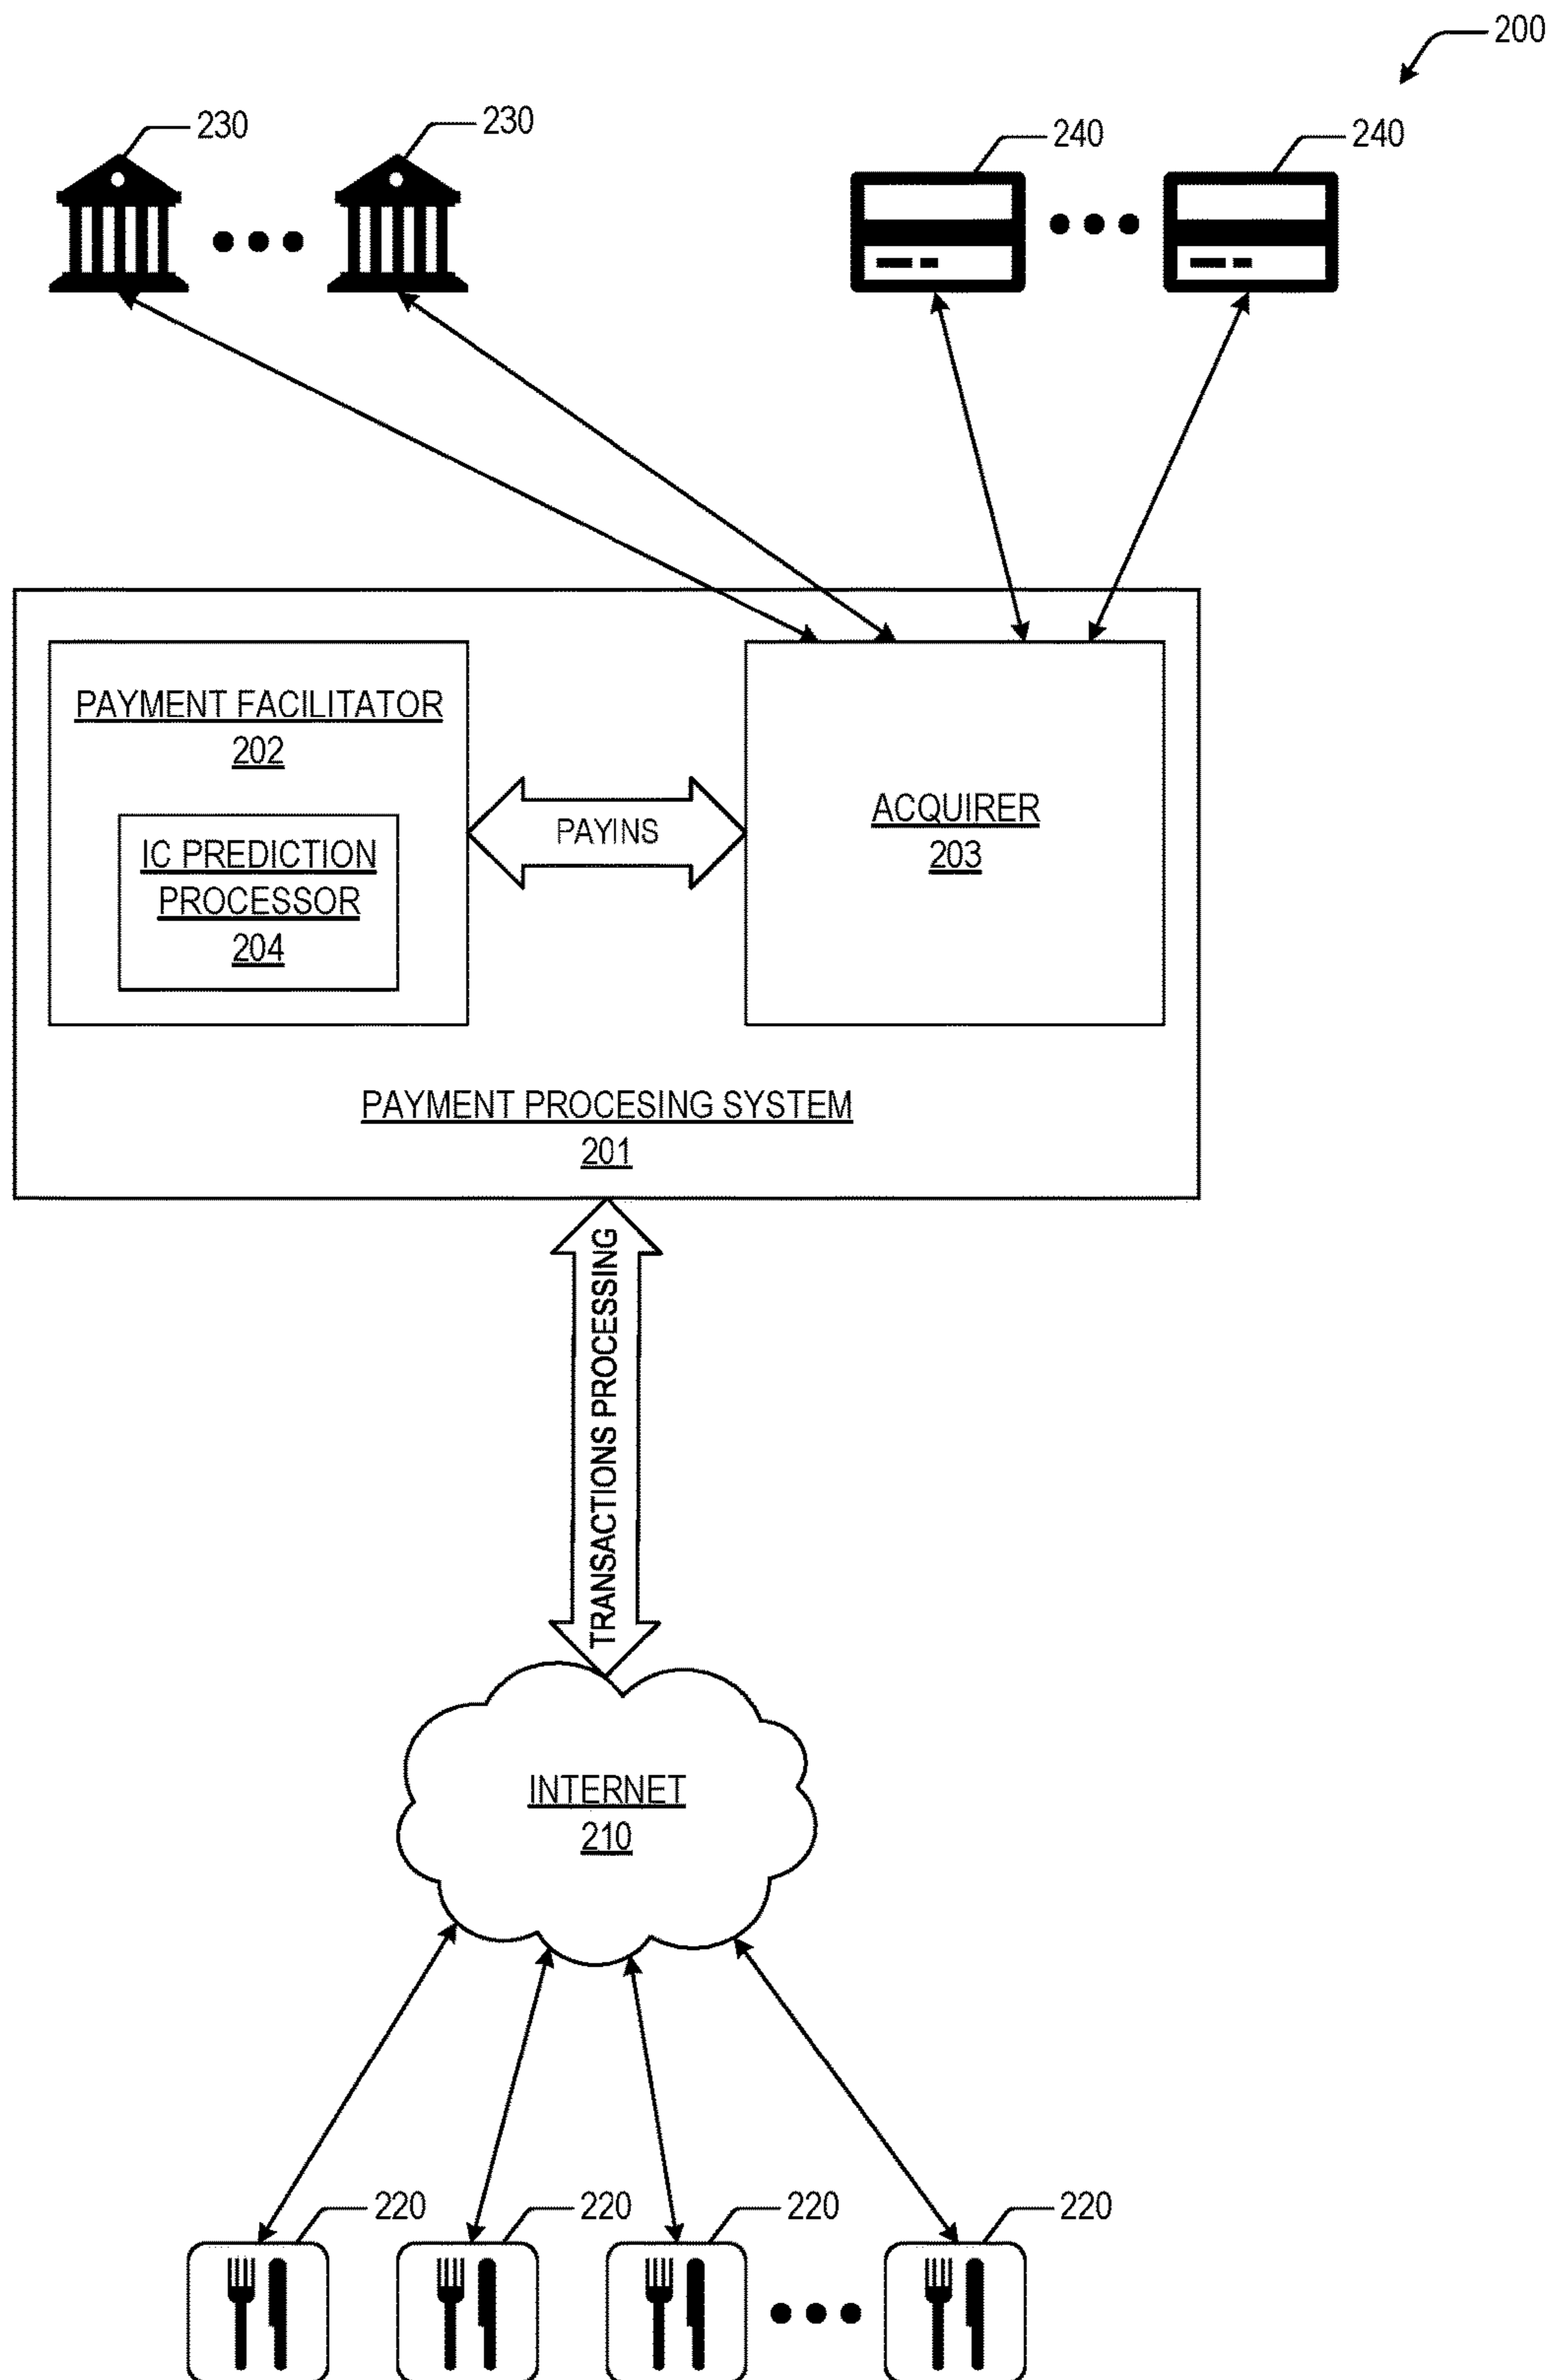 200
230
230
240
240
PAYMENT FACILITATOR
202
IC PREDICTION
PROCESSOR
204
PAYINS
ACQUIRER
203
PAYMENT PROCESING SYSTEM
201
TRANSACTIONS PROCESSING
INTERNET
210
220
220
220
220